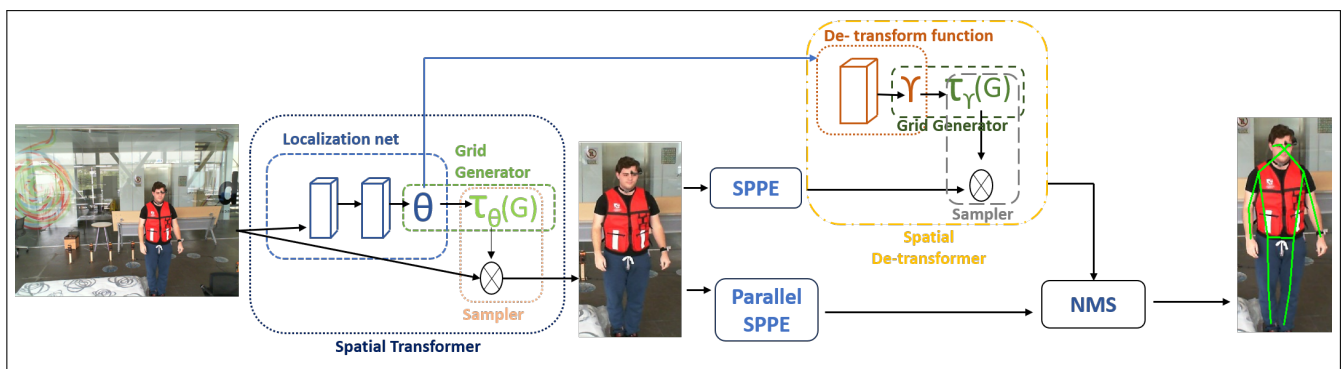 De- transform function
ϒ
τϒ(G)
Grid Generator
Localization net
Grid
Generator
θ
τθ(G)
SPPE
Sampler
Spatial
De-transformer
Sampler
Parallel
SPPE
NMS
Spatial Transformer